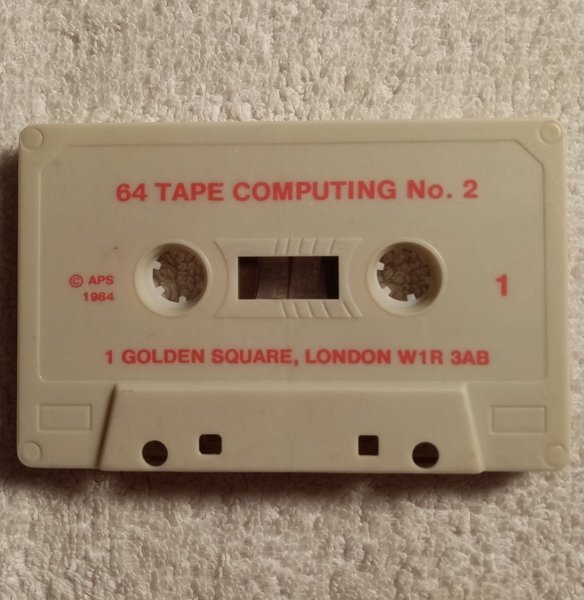 64 TAPE COMPUTING No. 2
© APS
1984
1
1 GOLDEN SQUARE, LONDON W1R 3AB